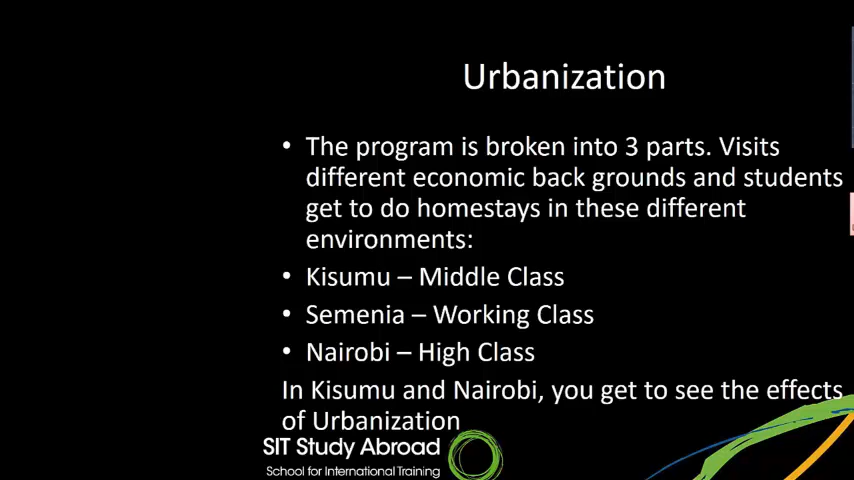 Urbanization
• The program is broken into 3 parts. Visits
different economic back grounds and students
get to do homestays in these different
environments:
• Kisumu – Middle Class
• Semenia – Working Class
• Nairobi – High Class
In Kisumu and Nairobi, you get to see the effects
of Urbanization
SIT Study Abroad
School for International Training